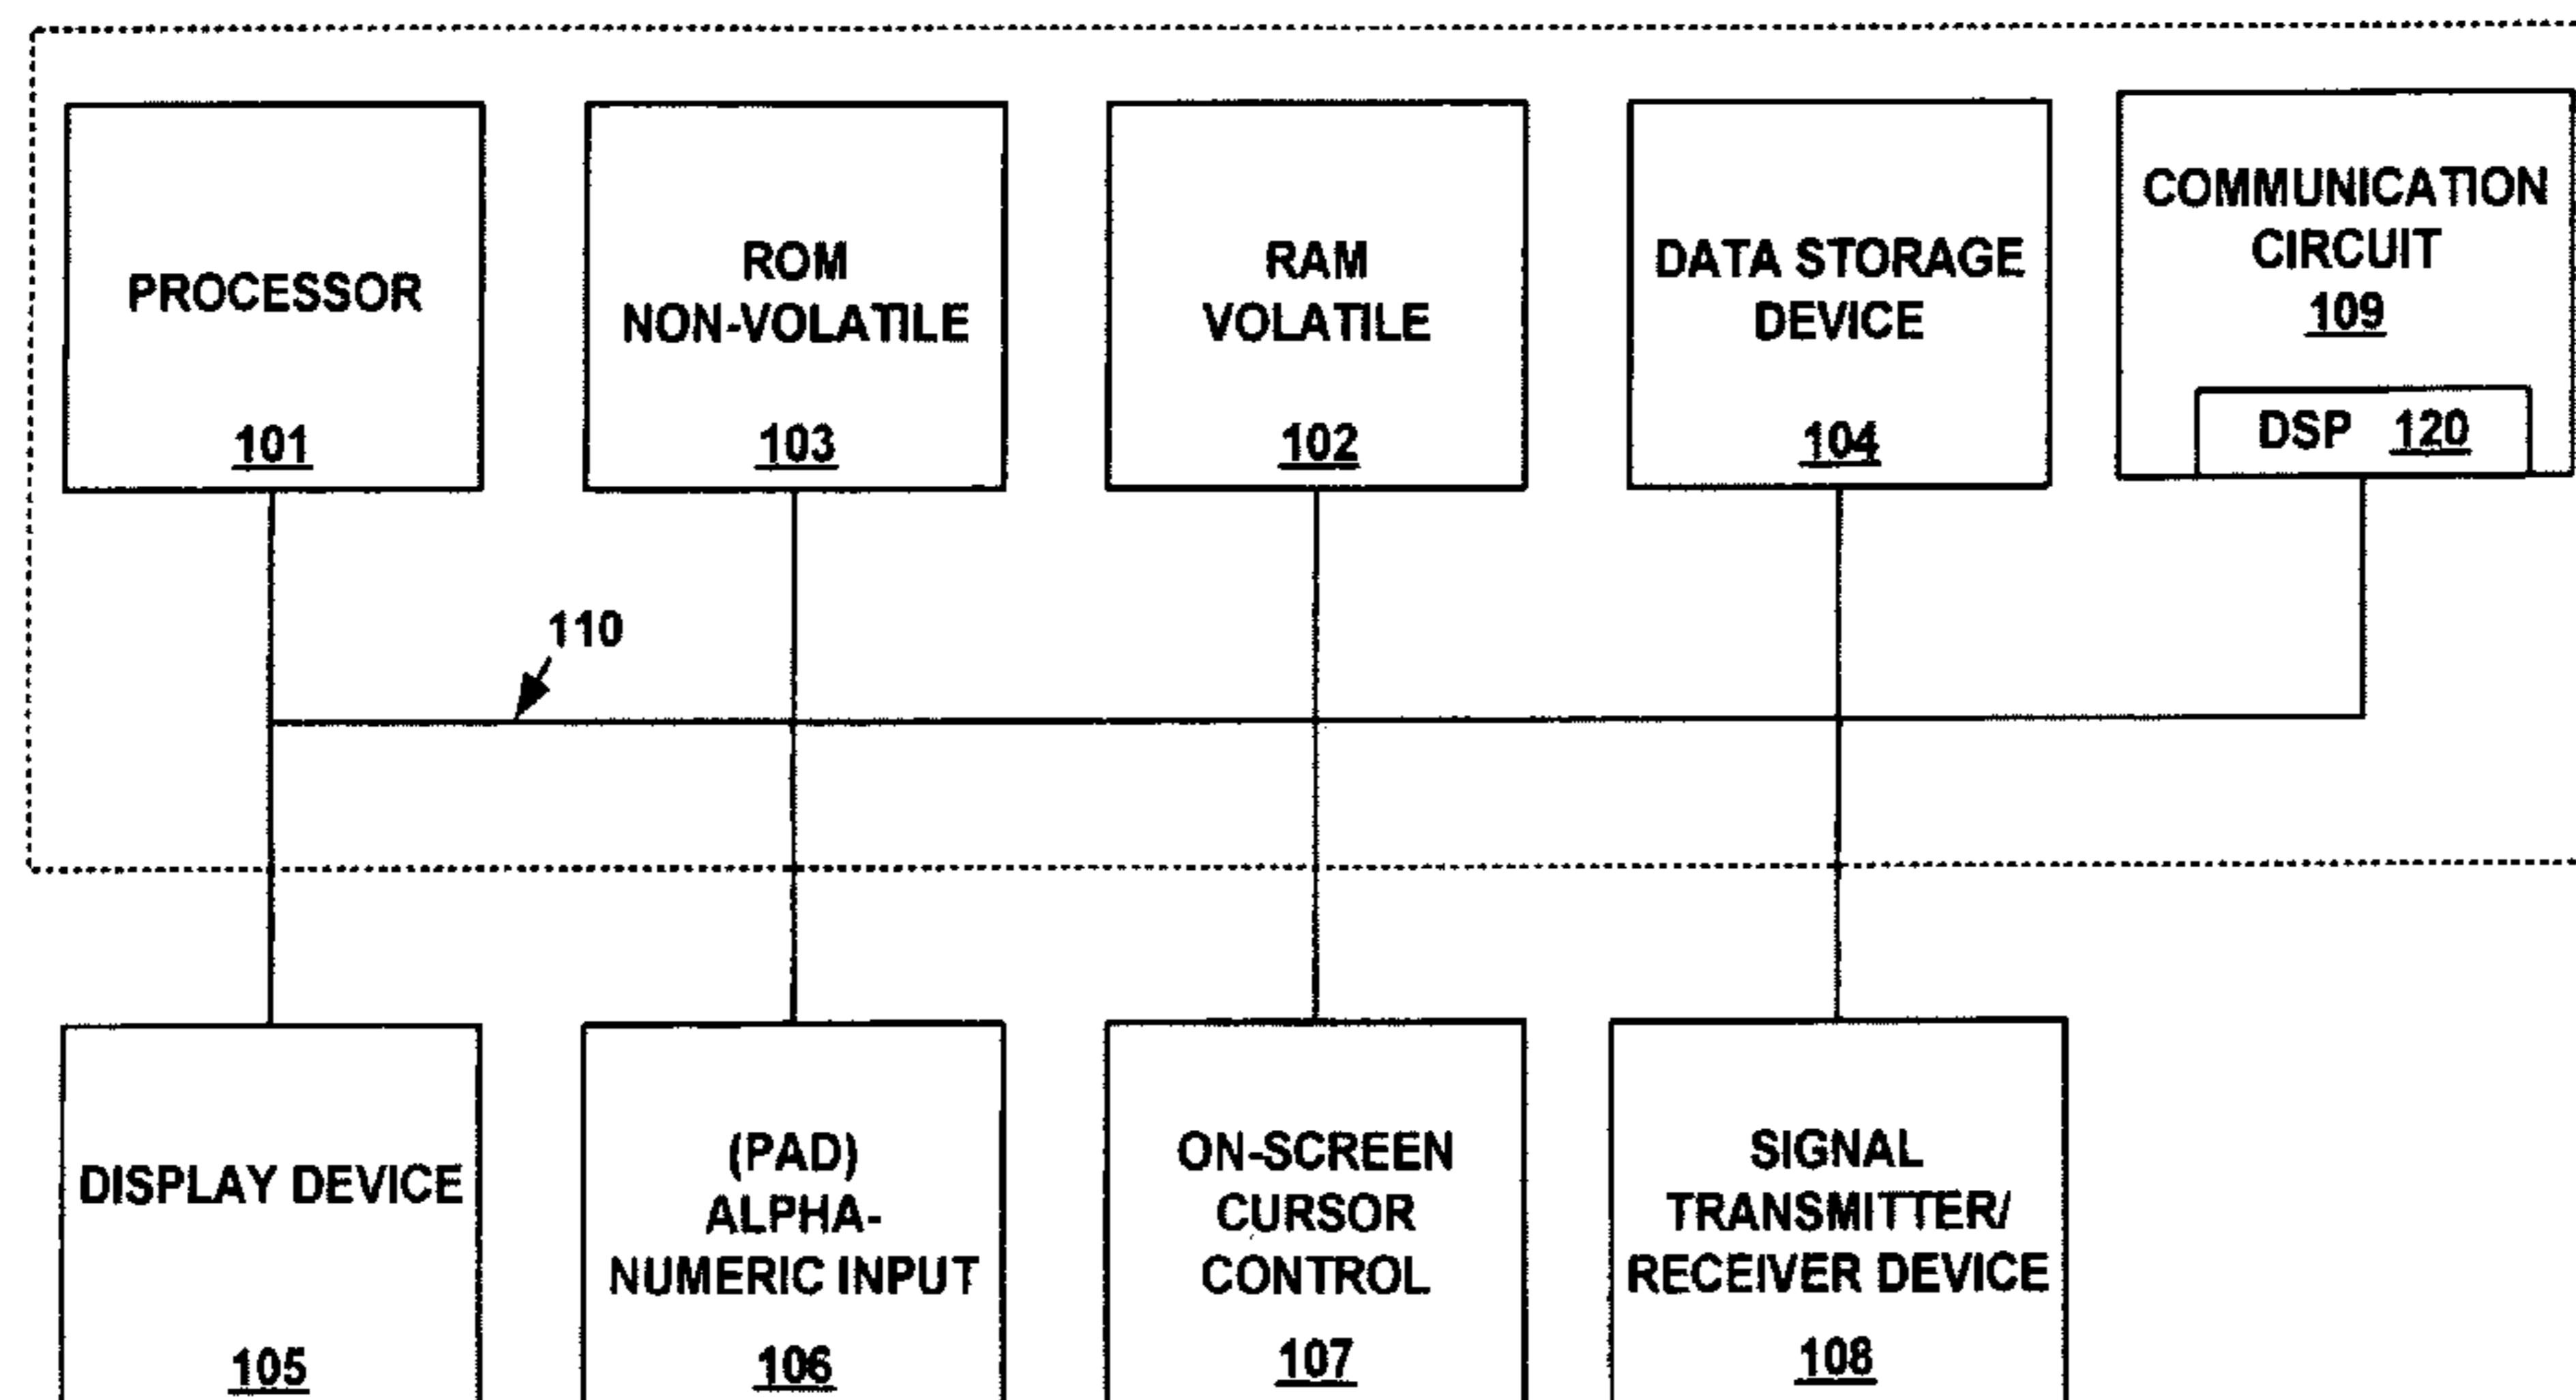 PROCESSOR
101
ROM
NON-VOLATILE
103
RAM
VOLATILE
102
DATA STORAGE
DEVICE
104
COMMUNICATION
CIRCUIT
109
DSP 120
110
DISPLAY DEVICE
105
(PAD)
ALPHA-
NUMERIC INPUT
106
ON-SCREEN
CURSOR
CONTROL
107
SIGNAL
TRANSMITTER/
RECEIVER DEVICE
108